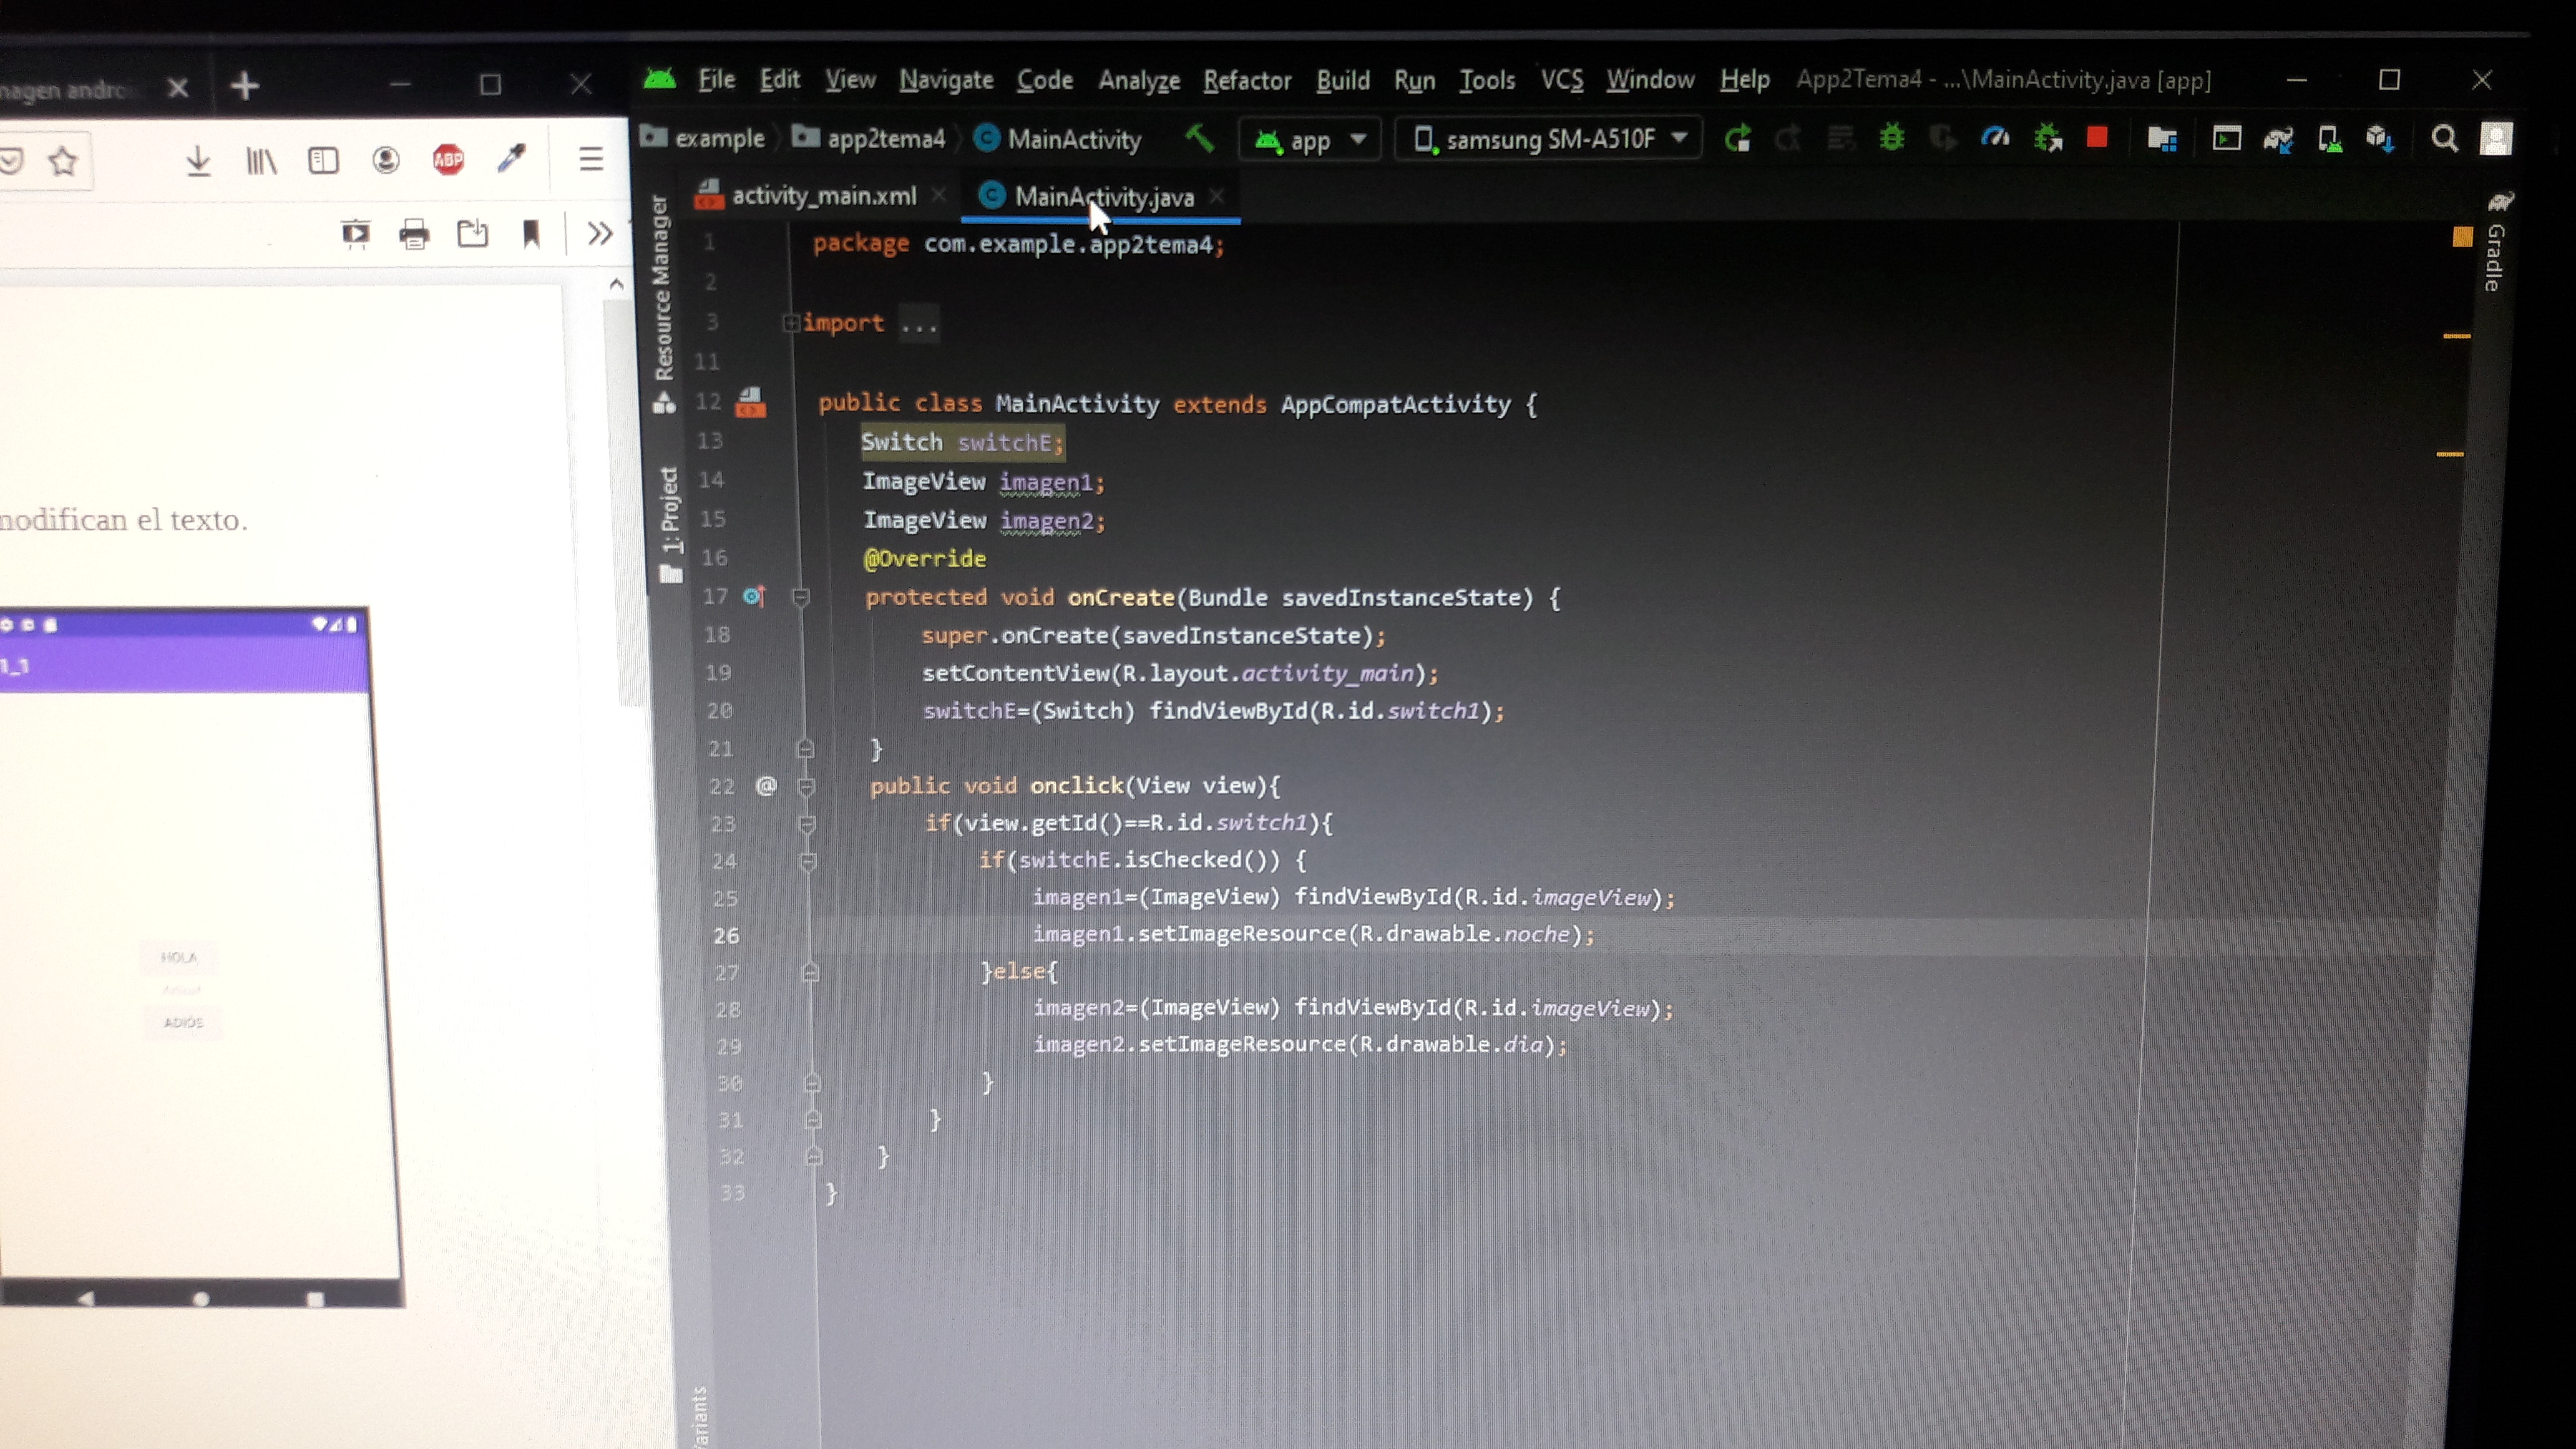 File Edit View Navigate Code Analyze Refactor Build Run Tools VCS Window Help App2Tema4 - ...\MainActivity.java [app]
example app2tema4 MainActivity app samsung SM-A510F
ABP
activity_main.xml MainActivity.java
Resource Manager
1: Project
Gradle
1 package com.example.app2tema4;
2
3 import ...
11
12 public class MainActivity extends AppCompatActivity {
13 Switch switchE;
14 ImageView imagen1;
15 ImageView imagen2;
16 @Override
17 protected void onCreate(Bundle savedInstanceState) {
18 super.onCreate(savedInstanceState);
19 setContentView(R.layout.activity_main);
20 switchE=(Switch) findViewById(R.id.switch1);
21 }
22 public void onclick(View view){
23 if(view.getId()==R.id.switch1){
24 if(switchE.isChecked()) {
25 imagen1=(ImageView) findViewById(R.id.imageView);
26 imagen1.setImageResource(R.drawable.noche);
27 }else{
28 imagen2=(ImageView) findViewById(R.id.imageView);
29 imagen2.setImageResource(R.drawable.dia);
30 }
31 }
32 }
33 }
el texto.
1_1
HOLA
ADIÓS